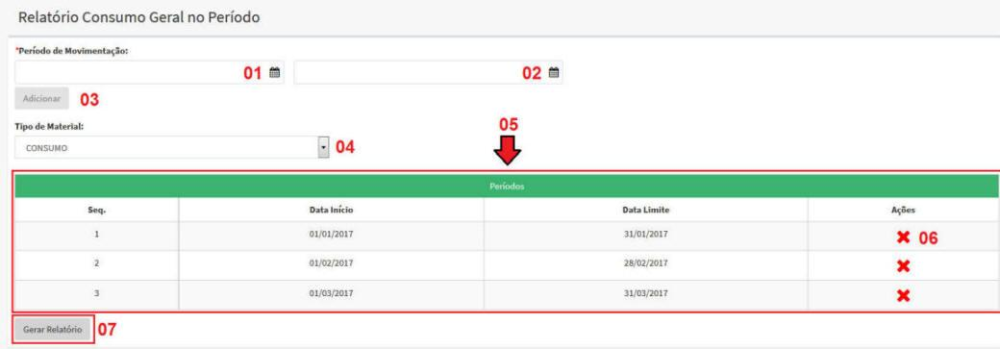 Relatório Consumo Geral no Período
*Período de Movimentação:
01 02
Adicionar 03
Tipo de Material:
CONSUMO 04
05
Períodos
Seq. Data Início Data Limite Ações
1 01/01/2017 31/01/2017 06
2 01/02/2017 28/02/2017
3 01/03/2017 31/03/2017
Gerar Relatório 07